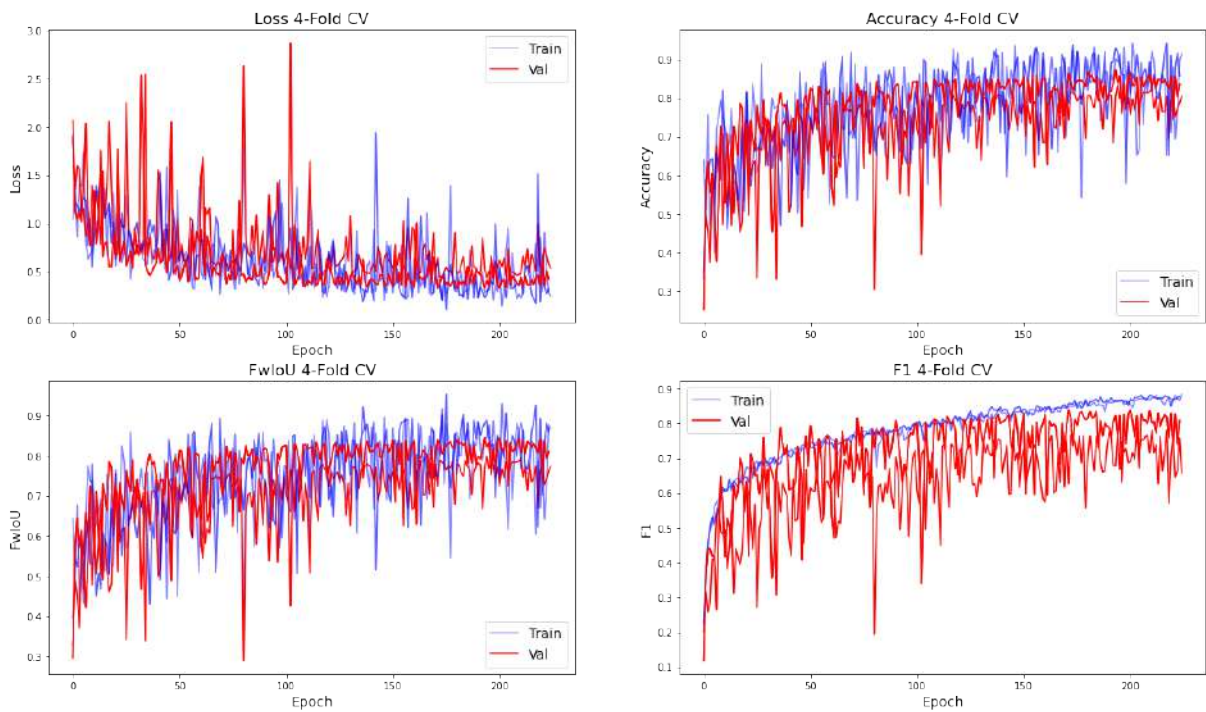 Loss 4-Fold CV
3.0
2.5
2.0
1.5
1.0
0.5
0.0
Loss
0
50
100
150
200
Epoch
Train
Val
Accuracy 4-Fold CV
0.9
0.8
0.7
0.6
0.5
0.4
0.3
Accuracy
0
50
100
150
200
Epoch
Train
Val
FwIoU 4-Fold CV
0.9
0.8
0.7
0.6
0.5
0.4
0.3
FwIoU
0
50
100
150
200
Epoch
Train
Val
F1 4-Fold CV
0.9
0.8
0.7
0.6
0.5
0.4
0.3
0.2
0.1
F1
0
50
100
150
200
Epoch
Train
Val